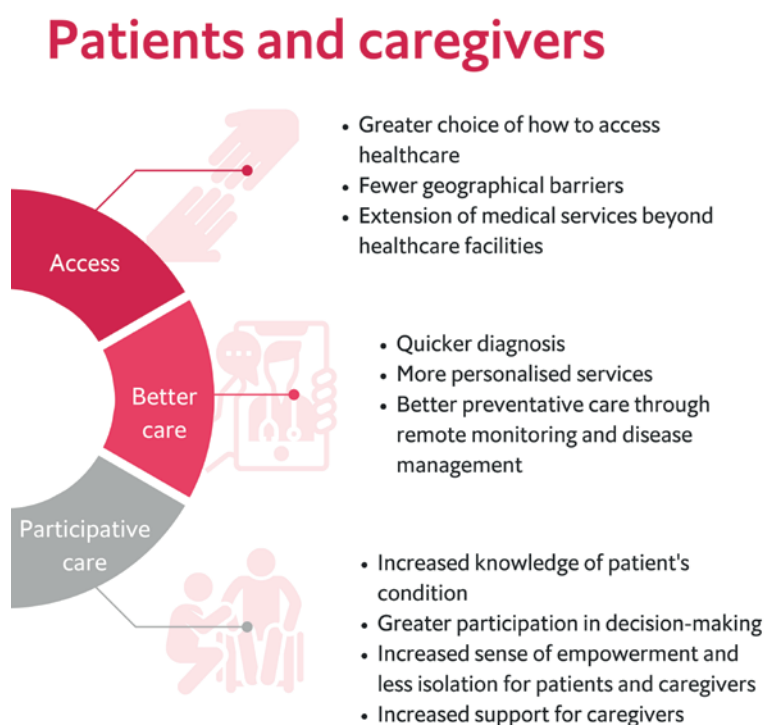 Patients and caregivers
Access
• Greater choice of how to access
healthcare
• Fewer geographical barriers
• Extension of medical services beyond
healthcare facilities
Better
care
• Quicker diagnosis
• More personalised services
• Better preventative care through
remote monitoring and disease
management
Participative
care
• Increased knowledge of patient's
condition
• Greater participation in decision-making
• Increased sense of empowerment and
less isolation for patients and caregivers
• Increased support for caregivers